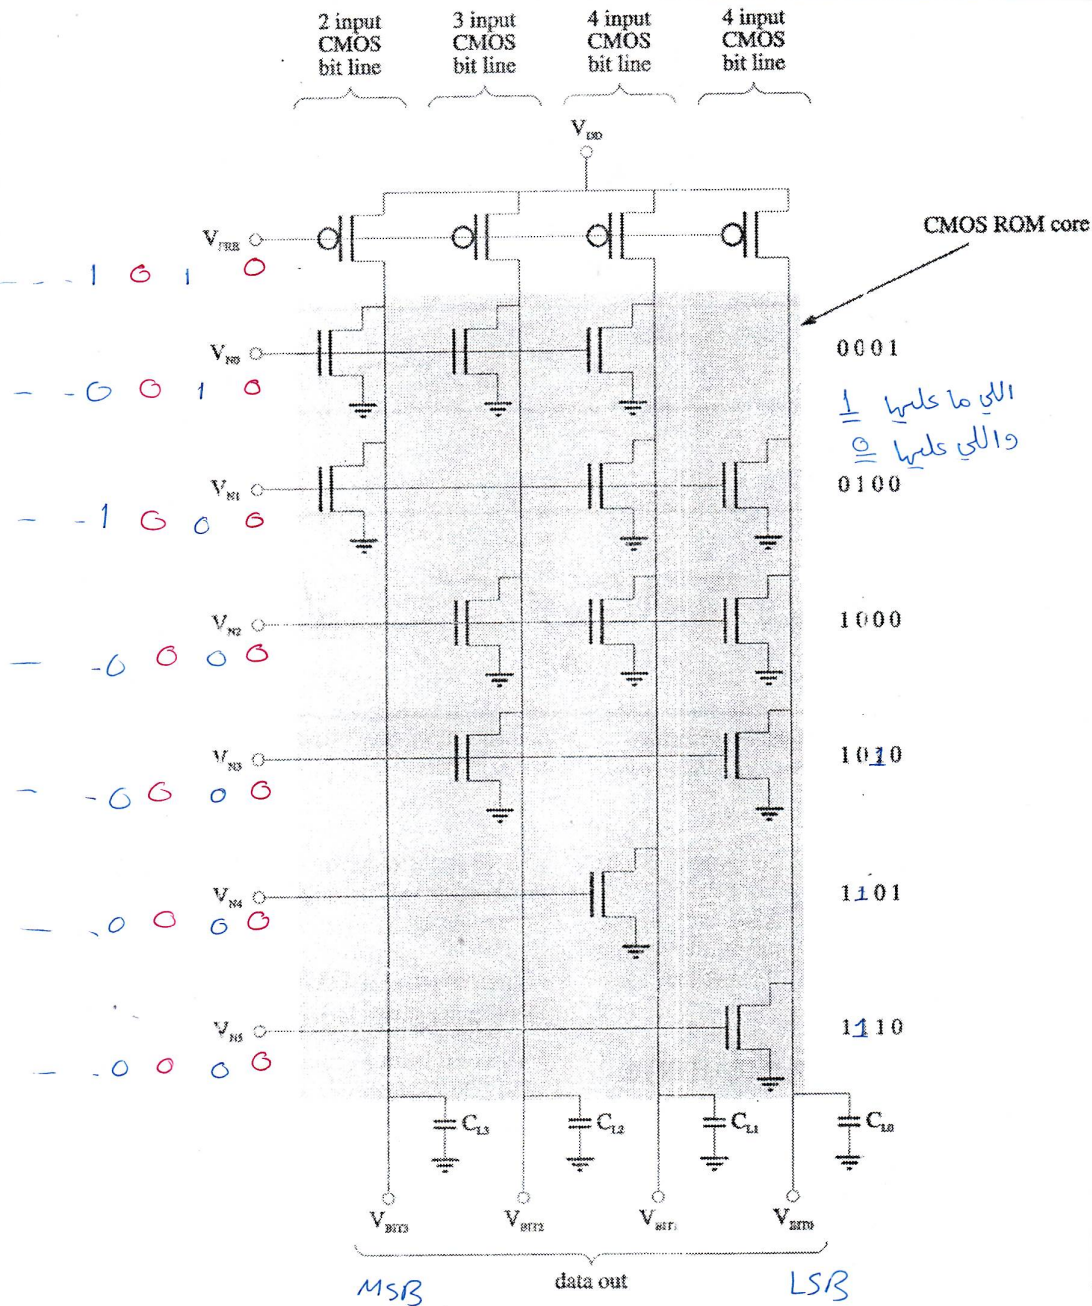 2 input 3 input 4 input 4 input
CMOS CMOS CMOS CMOS
bit line bit line bit line bit line
V_DD
CMOS ROM core
V_PRE
- - - 1 0 1 0
V_N0 0001
- - 0 0 1 0
اللي ما عليها 1
واللي عليها 0
V_N1 0100
- - 1 0 0 0
V_N2 1000
- - 0 0 0 0
V_N3 1010
- - 0 0 0 0
V_N4 1101
- - 0 0 0 0
V_N5 1110
- - 0 0 0 0
C_L3 C_L2 C_L1 C_L0
V_BIT3 V_BIT2 V_BIT1 V_BIT0
data out
MSB LSB